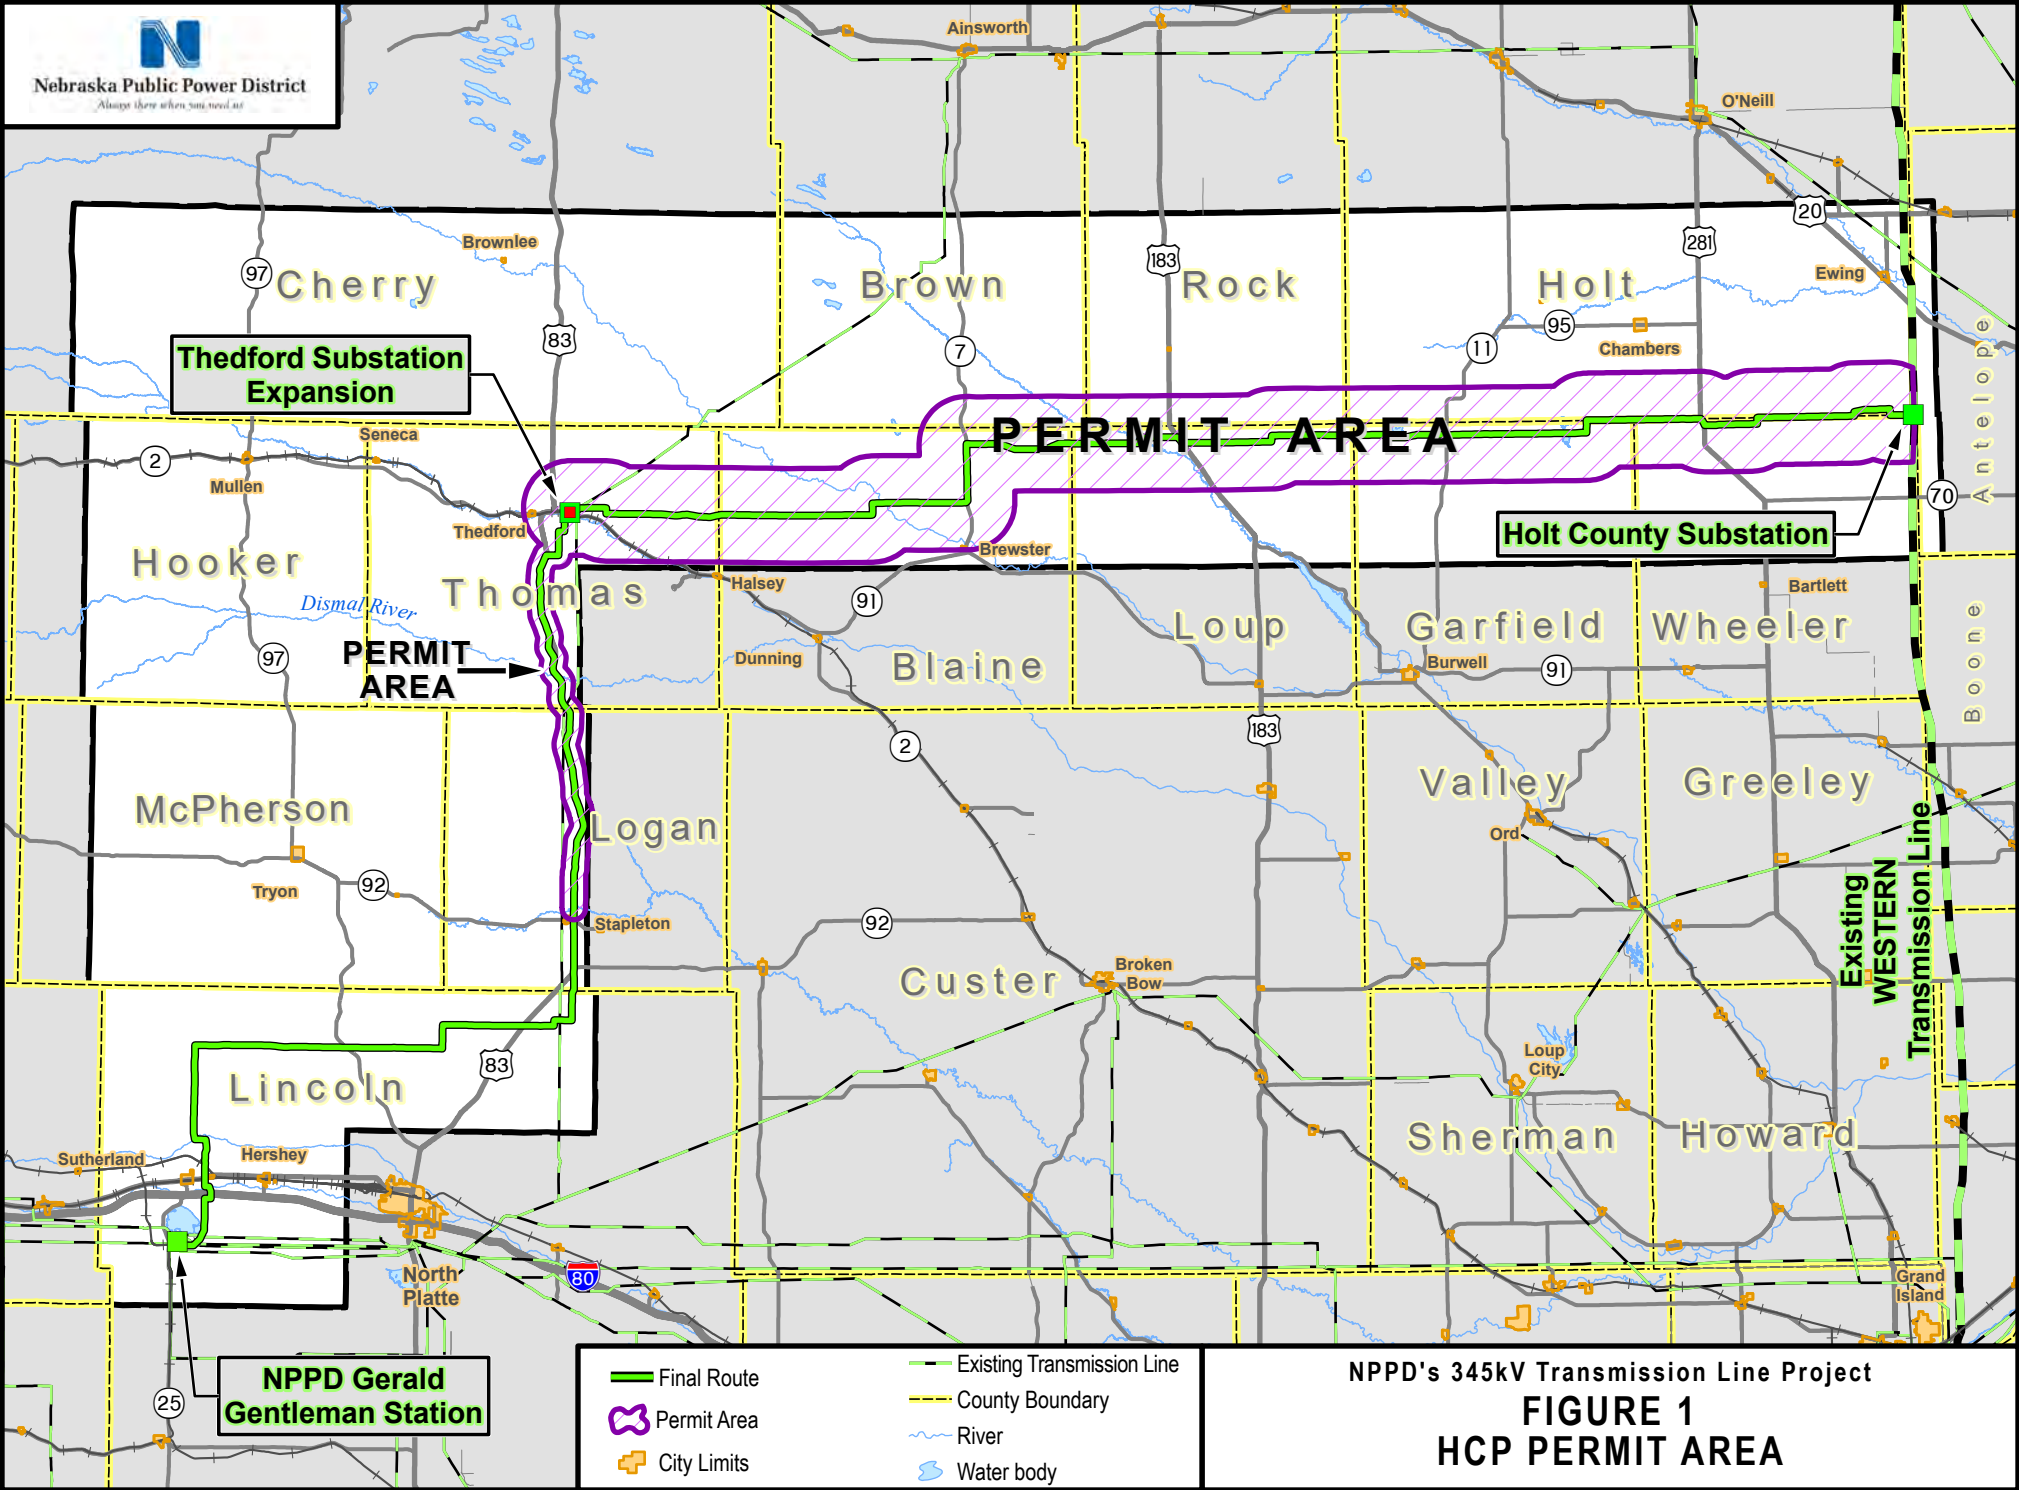 Nebraska Public Power District
Always there when you need us
Ainsworth
O'Neill
20
Brownlee
97
Cherry
Brown
183
Rock
281
Holt
Ewing
83
7
11
95
Chambers
Antelope
Thedford Substation
Expansion
PERMIT AREA
Seneca
2
Mullen
Thedford
70
Holt County Substation
Brewster
Hooker
Thomas
Halsey
91
Bartlett
Dismal River
Boone
PERMIT
AREA
97
Dunning
Blaine
Loup
Garfield
Wheeler
Burwell
91
2
183
McPherson
Logan
Valley
Greeley
Ord
Tryon
92
Stapleton
92
Custer
Broken
Bow
Existing
WESTERN
Transmission Line
83
Lincoln
Loup
City
Sherman
Howard
Sutherland
Hershey
North
Platte
80
Grand
Island
NPPD Gerald
Gentleman Station
25
Final Route
Permit Area
City Limits
Existing Transmission Line
County Boundary
River
Water body
NPPD's 345kV Transmission Line Project
FIGURE 1
HCP PERMIT AREA